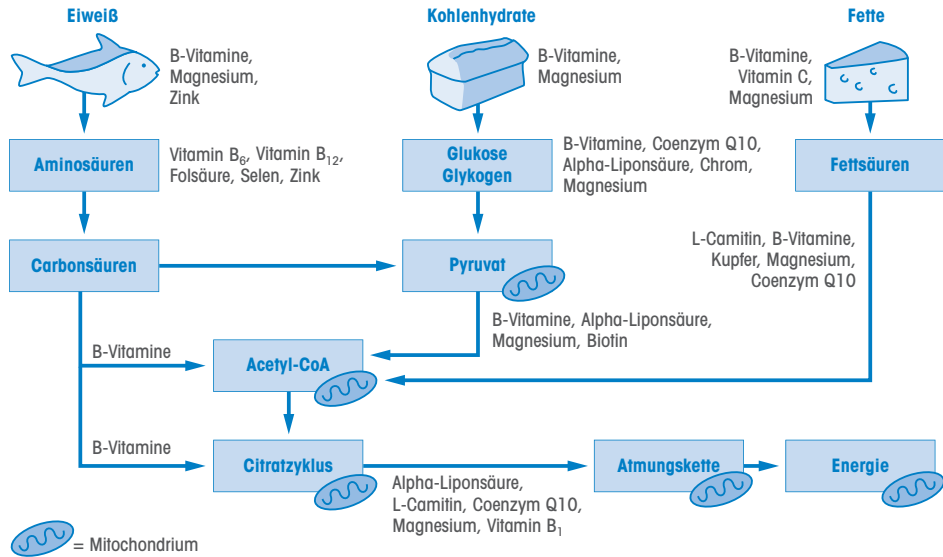 Eiweiß
Kohlenhydrate
Fette
B-Vitamine,
Magnesium,
Zink
B-Vitamine,
Magnesium
B-Vitamine,
Vitamin C,
Magnesium
Aminosäuren
Vitamin B₆, Vitamin B₁₂,
Folsäure, Selen, Zink
Glukose
Glykogen
B-Vitamine, Coenzym Q10,
Alpha-Liponsäure, Chrom,
Magnesium
Fettsäuren
Carbonsäuren
Pyruvat
L-Camitin, B-Vitamine,
Kupfer, Magnesium,
Coenzym Q10
B-Vitamine, Alpha-Liponsäure,
Magnesium, Biotin
B-Vitamine
Acetyl-CoA
B-Vitamine
Citratzyklus
Alpha-Liponsäure,
L-Camitin, Coenzym Q10,
Magnesium, Vitamin B₁
Atmungskette
Energie
= Mitochondrium